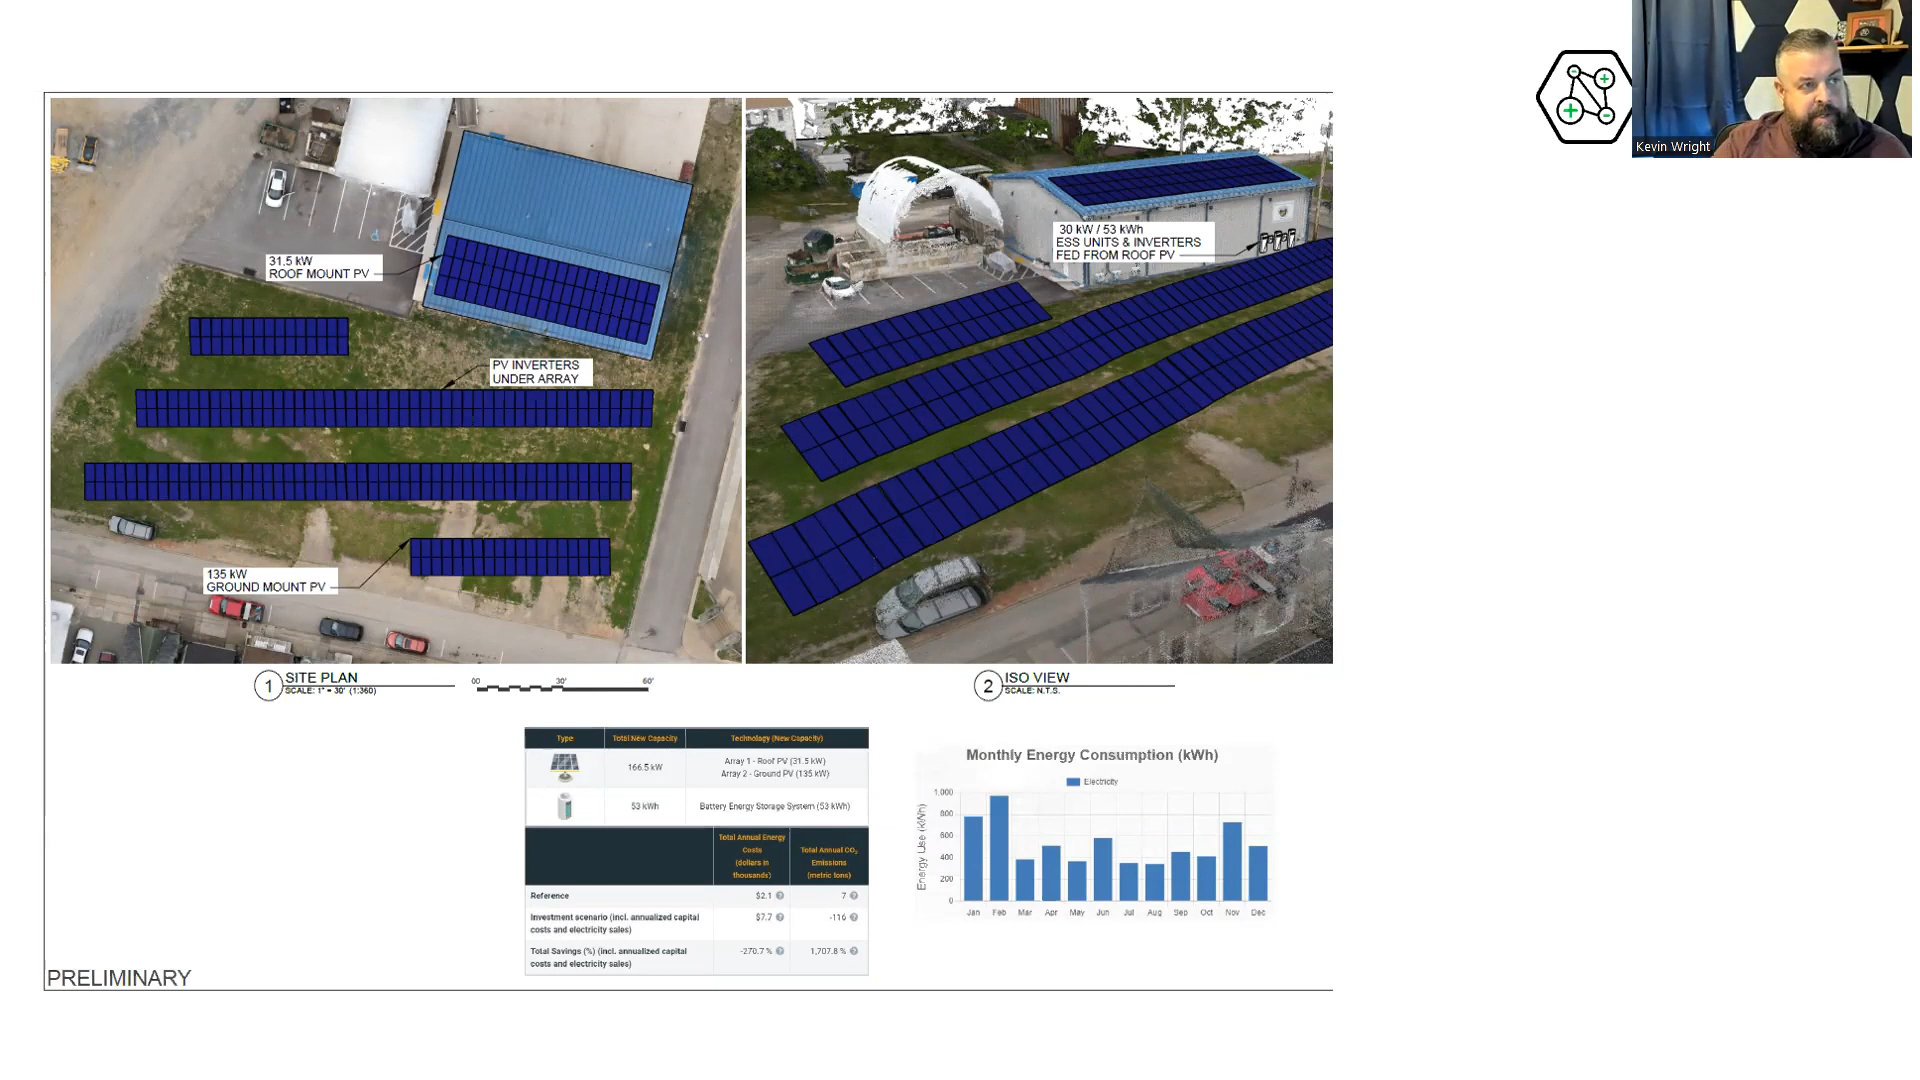 Kevin Wright
31.5 kW
ROOF MOUNT PV
PV INVERTERS
UNDER ARRAY
135 kW
GROUND MOUNT PV
30 kW / 53 kWh
ESS UNITS & INVERTERS
FED FROM ROOF PV
1 SITE PLAN
SCALE: 1" = 30' (1:360)
00 30' 60'
2 ISO VIEW
SCALE: N.T.S.
Type Total New Capacity Technology (New Capacity)
166.5 kW
Array 1 - Roof PV (31.5 kW)
Array 2 - Ground PV (135 kW)
53 kWh Battery Energy Storage System (53 kWh)
Total Annual Energy
Costs
(dollars in
thousands)
Total Annual CO₂
Emissions
(metric tons)
Reference $2.1 7
Investment scenario (incl. annualized capital
costs and electricity sales)
$7.7 -116
Total Savings (%) (incl. annualized capital
costs and electricity sales)
-270.7 % 1,707.8 %
Monthly Energy Consumption (kWh)
Electricity
Energy Use (kWh)
1,000
800
600
400
200
0
Jan Feb Mar Apr May Jun Jul Aug Sep Oct Nov Dec
PRELIMINARY